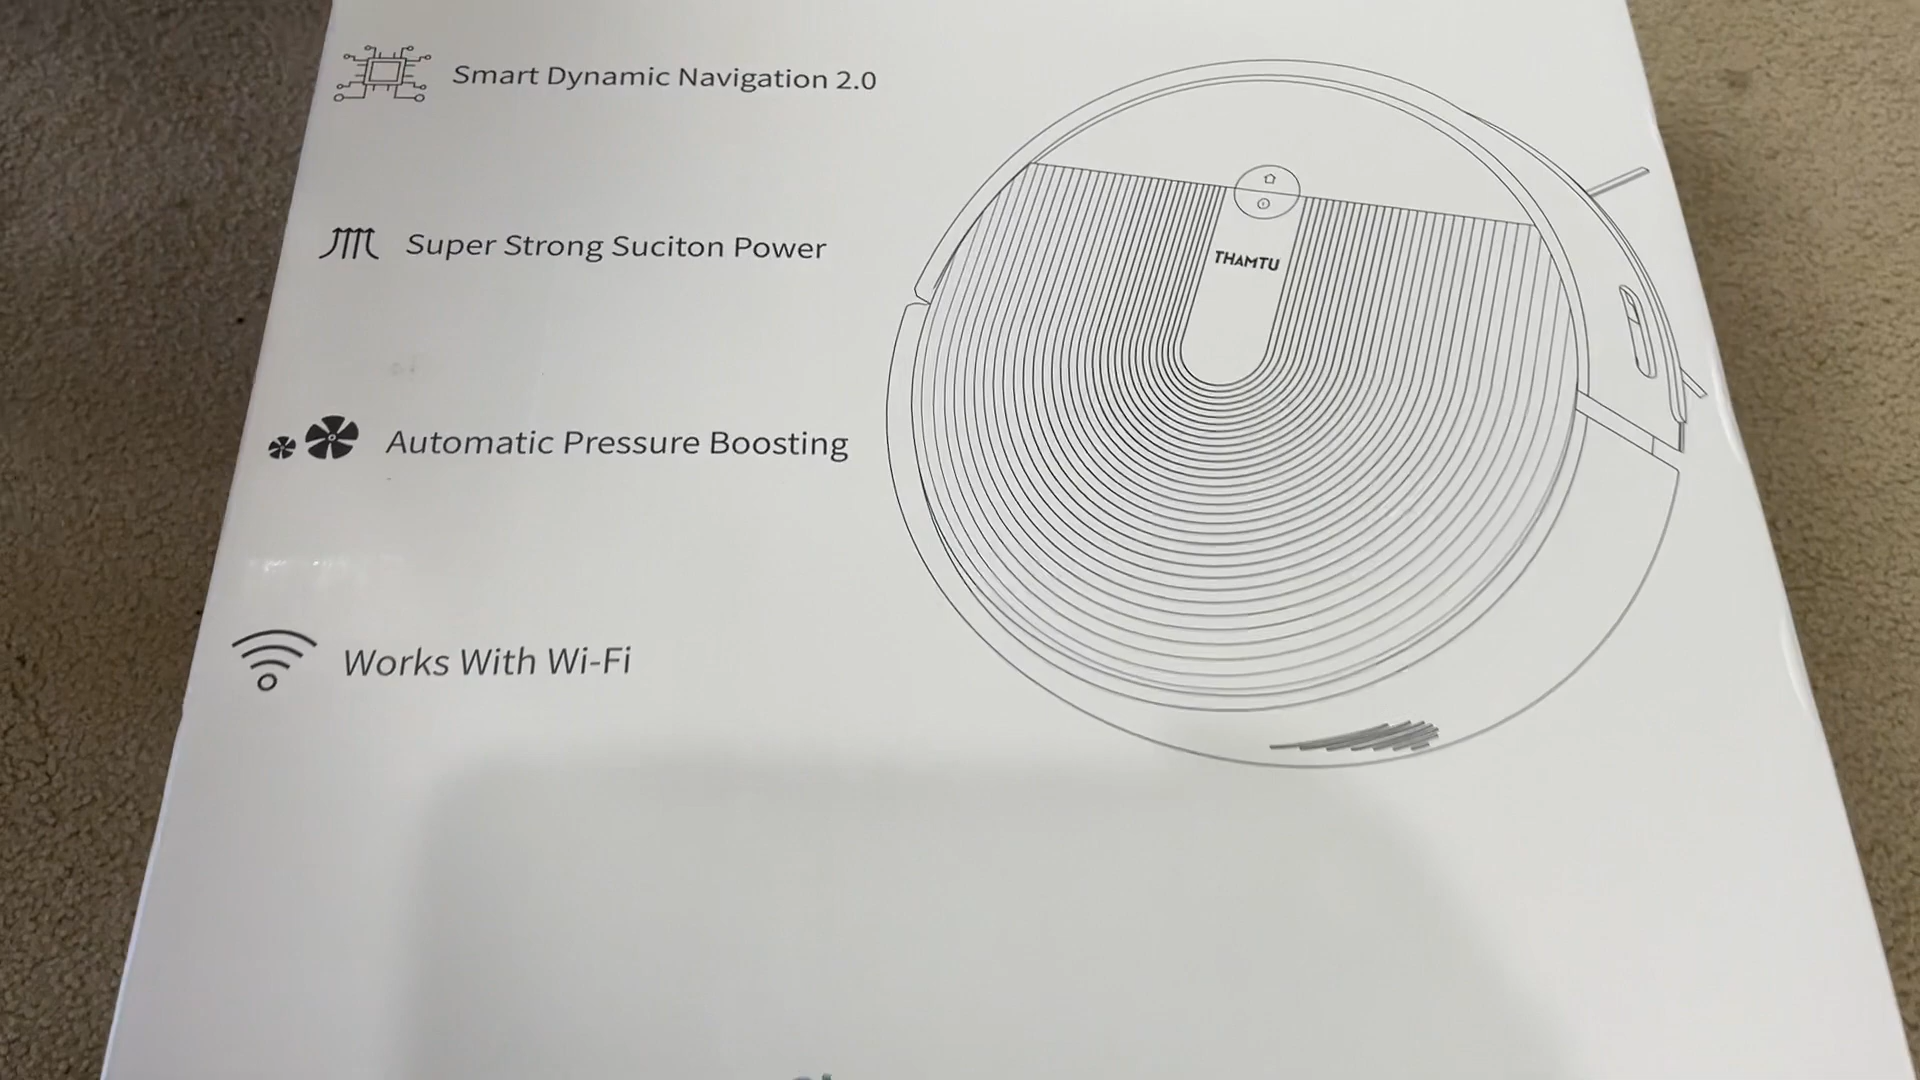 Smart Dynamic Navigation 2.0
Super Strong Suciton Power
THAMTU
Automatic Pressure Boosting
Works With Wi-Fi